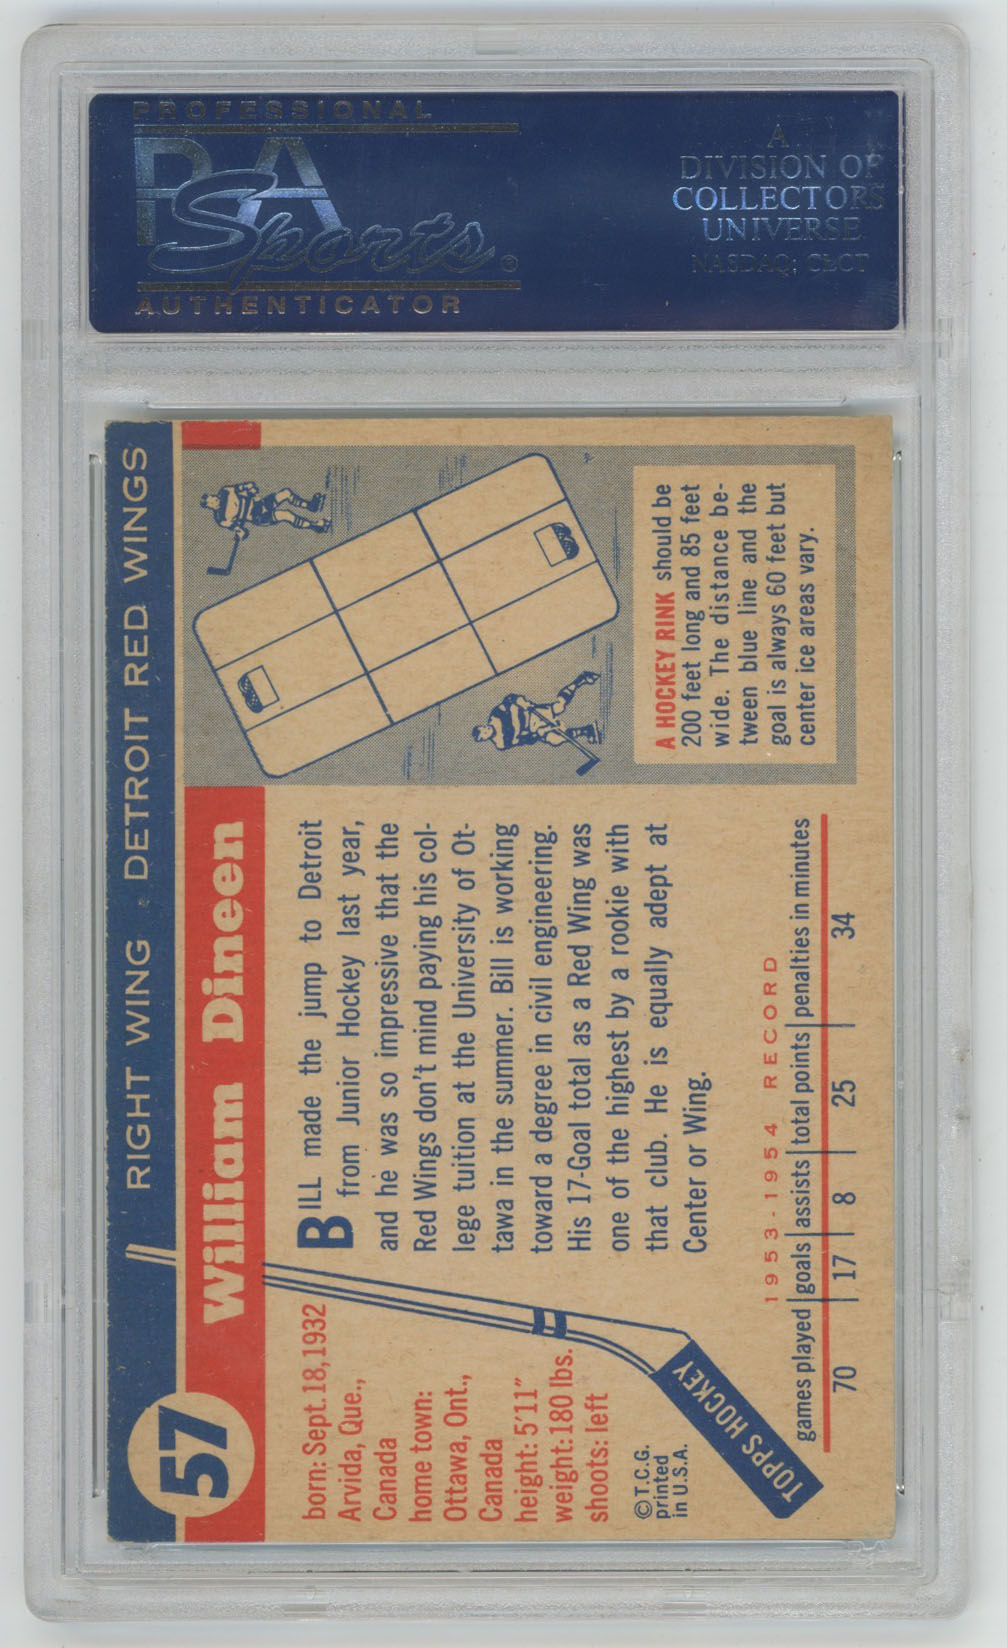 PROFESSIONAL
PSA
Sports®
AUTHENTICATOR
A
DIVISION OF
COLLECTORS
UNIVERSE
NASDAQ: CLCT
57
RIGHT WING · DETROIT RED WINGS
William Dineen
born: Sept.18,1932
Arvida, Que.,
Canada
home town:
Ottawa, Ont.,
Canada
height: 5'11"
weight:180 lbs.
shoots: left
©T.C.G.
printed
in U.S.A.
TOPPS HOCKEY
BILL made the jump to Detroit
from Junior Hockey last year,
and he was so impressive that the
Red Wings don't mind paying his col-
lege tuition at the University of Ot-
tawa in the summer. Bill is working
toward a degree in civil engineering.
His 17-Goal total as a Red Wing was
one of the highest by a rookie with
that club. He is equally adept at
Center or Wing.
A HOCKEY RINK should be
200 feet long and 85 feet
wide. The distance be-
tween blue line and the
goal is always 60 feet but
center ice areas vary.
1953-1954 RECORD
games played goals assists total points penalties in minutes
70 17 8 25 34